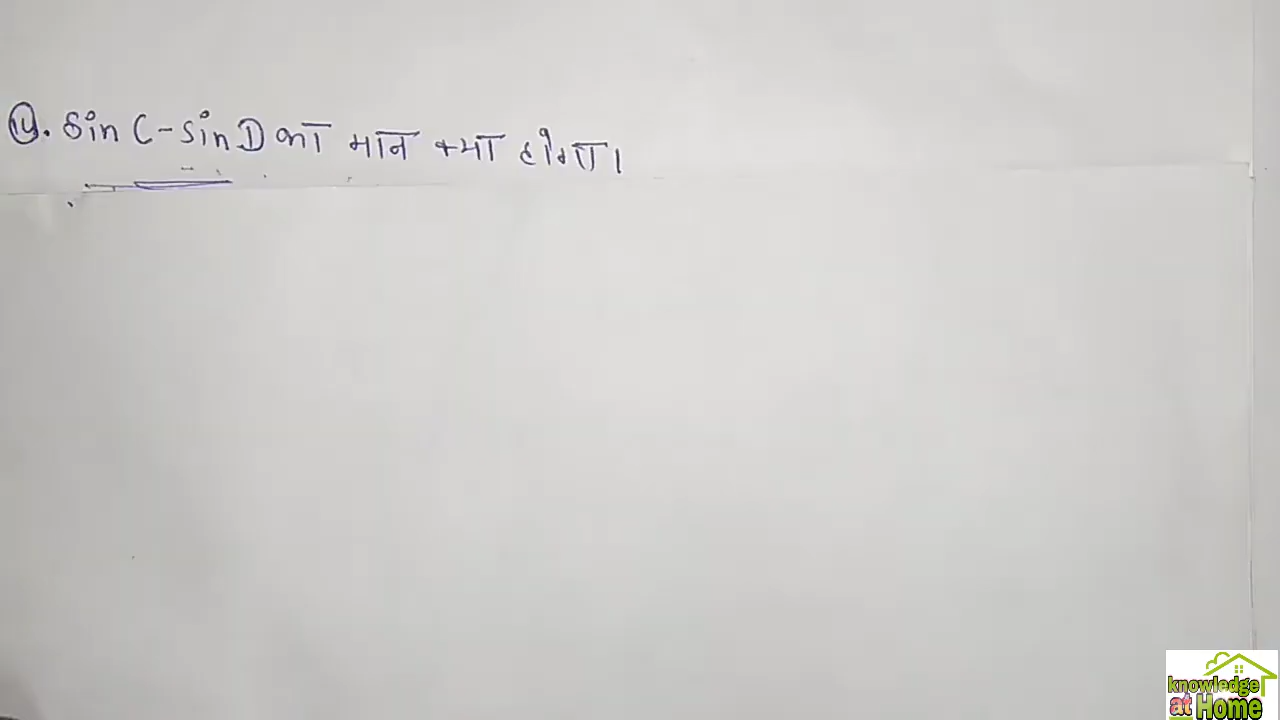 14. Sin C - Sin D का मान क्या होगा।
knowledge
at Home